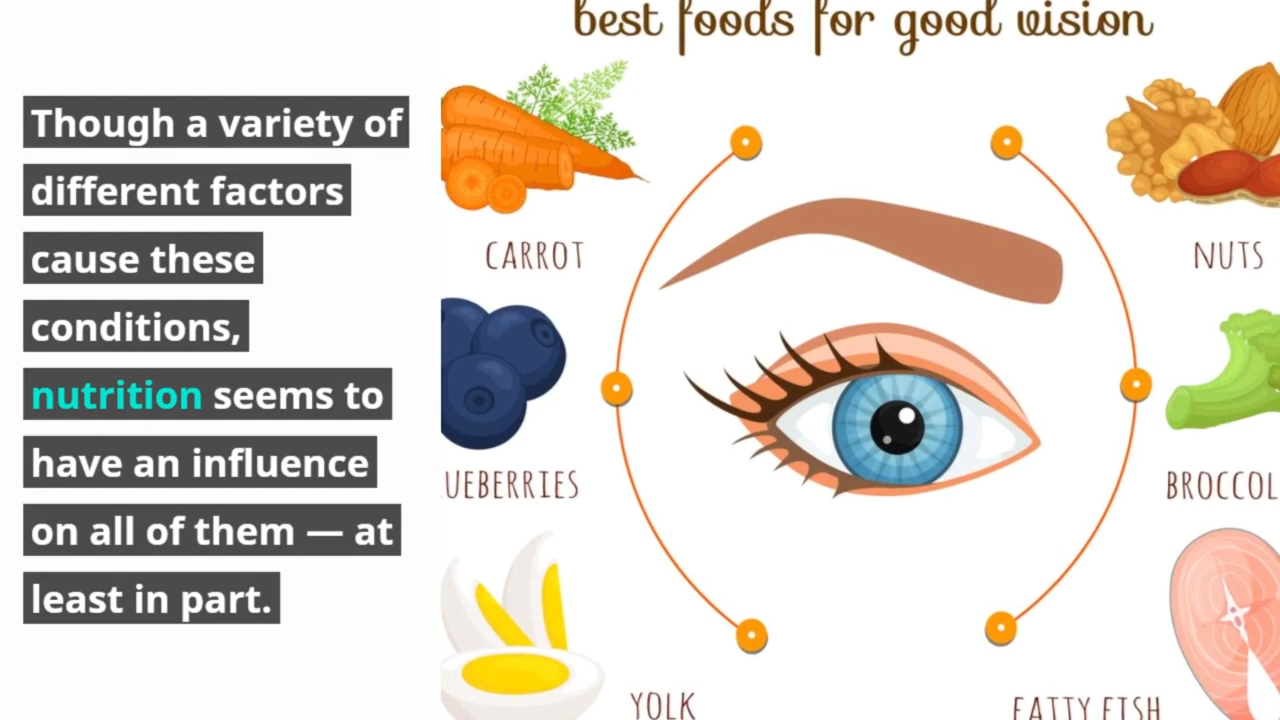 Though a variety of
different factors
cause these
conditions,
nutrition seems to
have an influence
on all of them — at
least in part.
best foods for good vision
CARROT
NUTS
UEBERRIES
BROCCOL
YOLK
FATTY FISH